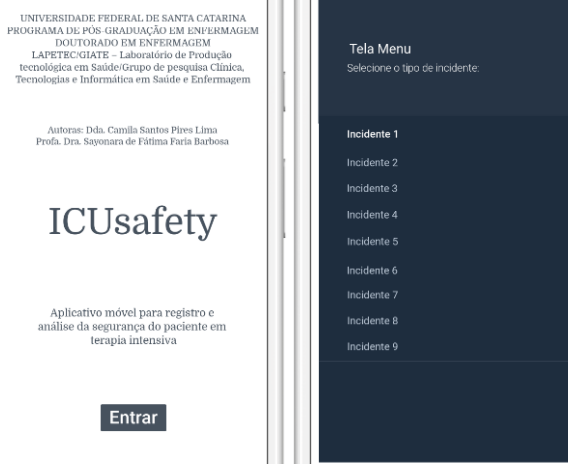 UNIVERSIDADE FEDERAL DE SANTA CATARINA
PROGRAMA DE PÓS-GRADUAÇÃO EM ENFERMAGEM
DOUTORADO EM ENFERMAGEM
LAPETEC/GIATE – Laboratório de Produção
tecnológica em Saúde/Grupo de pesquisa Clínica,
Tecnologias e Informática em Saúde e Enfermagem
Autoras: Dda. Camila Santos Pires Lima
Profa. Dra. Sayonara de Fátima Faria Barbosa
ICUsafety
Aplicativo móvel para registro e
análise da segurança do paciente em
terapia intensiva
Entrar
Tela Menu
Selecione o tipo de incidente:
Incidente 1
Incidente 2
Incidente 3
Incidente 4
Incidente 5
Incidente 6
Incidente 7
Incidente 8
Incidente 9